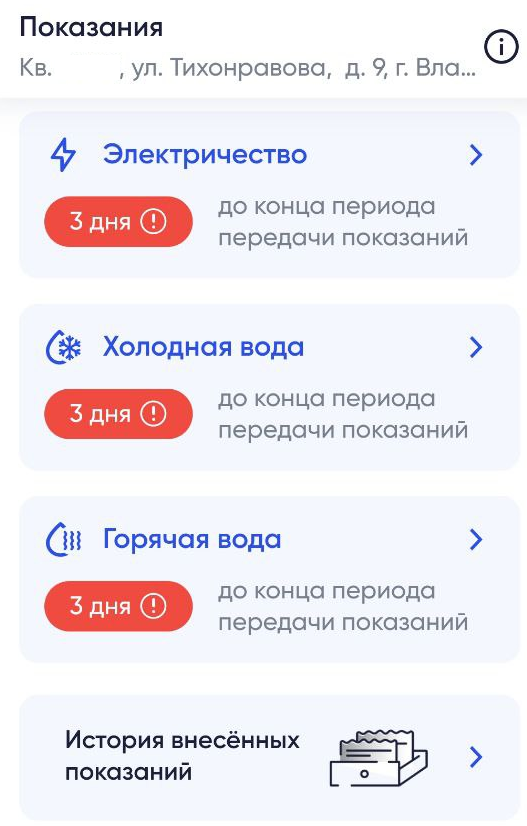 Показания
Кв. , ул. Тихонравова, д. 9, г. Вла...
Электричество
3 дня
до конца периода
передачи показаний
Холодная вода
3 дня
до конца периода
передачи показаний
Горячая вода
3 дня
до конца периода
передачи показаний
История внесённых
показаний